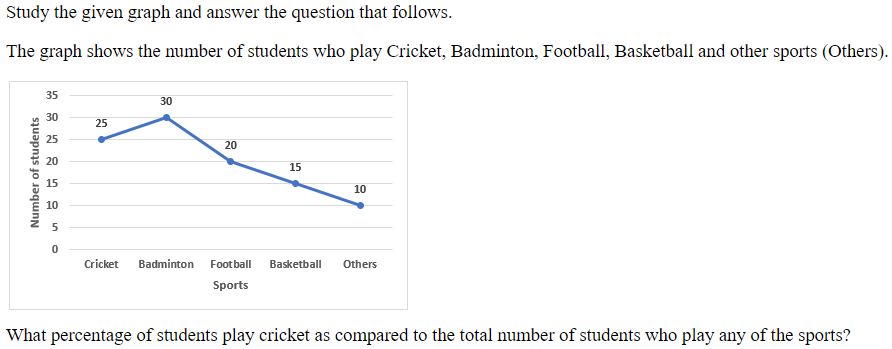 Study the given graph and answer the question that follows.
The graph shows the number of students who play Cricket, Badminton, Football, Basketball and other sports (Others).
35
30
25
20
15
10
5
0
Number of students
25
30
20
15
10
Cricket Badminton Football Basketball Others
Sports
What percentage of students play cricket as compared to the total number of students who play any of the sports?